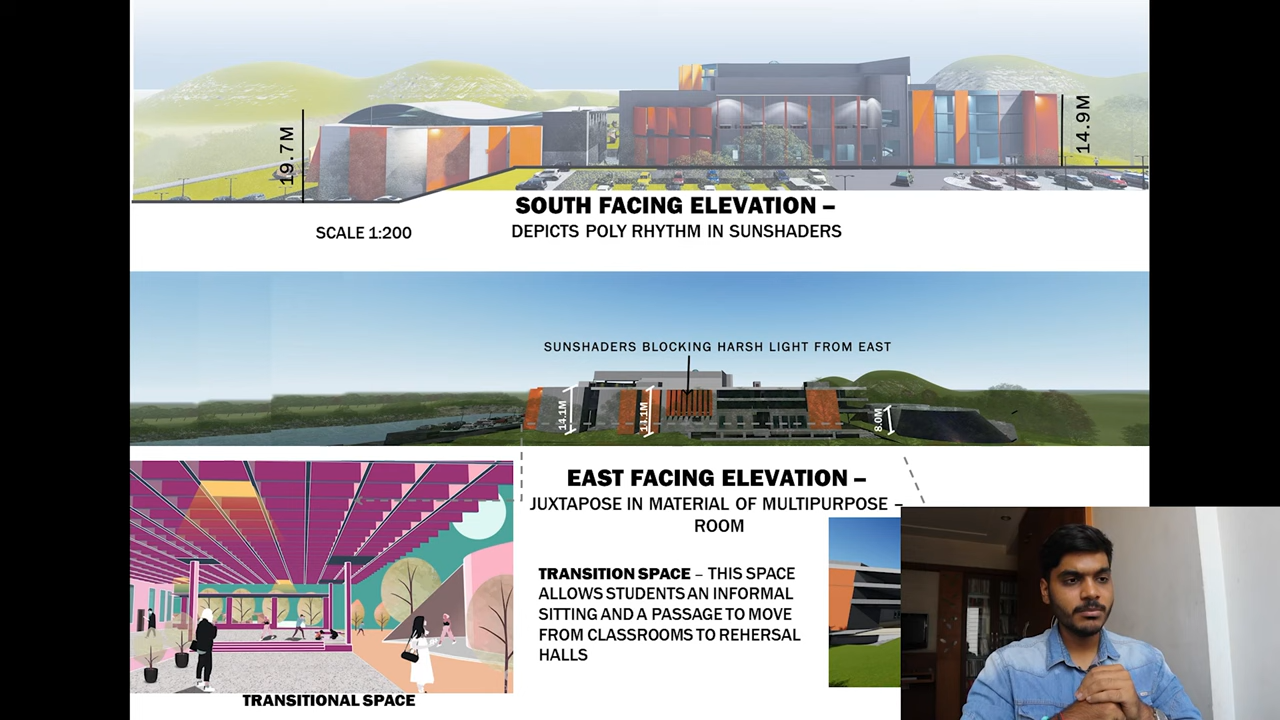 19.7M
14.9M
SOUTH FACING ELEVATION –
SCALE 1:200
DEPICTS POLY RHYTHM IN SUNSHADERS
SUNSHADERS BLOCKING HARSH LIGHT FROM EAST
14.1M
13.1M
8.0M
EAST FACING ELEVATION –
JUXTAPOSE IN MATERIAL OF MULTIPURPOSE –
ROOM
TRANSITION SPACE – THIS SPACE
ALLOWS STUDENTS AN INFORMAL
SITTING AND A PASSAGE TO MOVE
FROM CLASSROOMS TO REHERSAL
HALLS
TRANSITIONAL SPACE